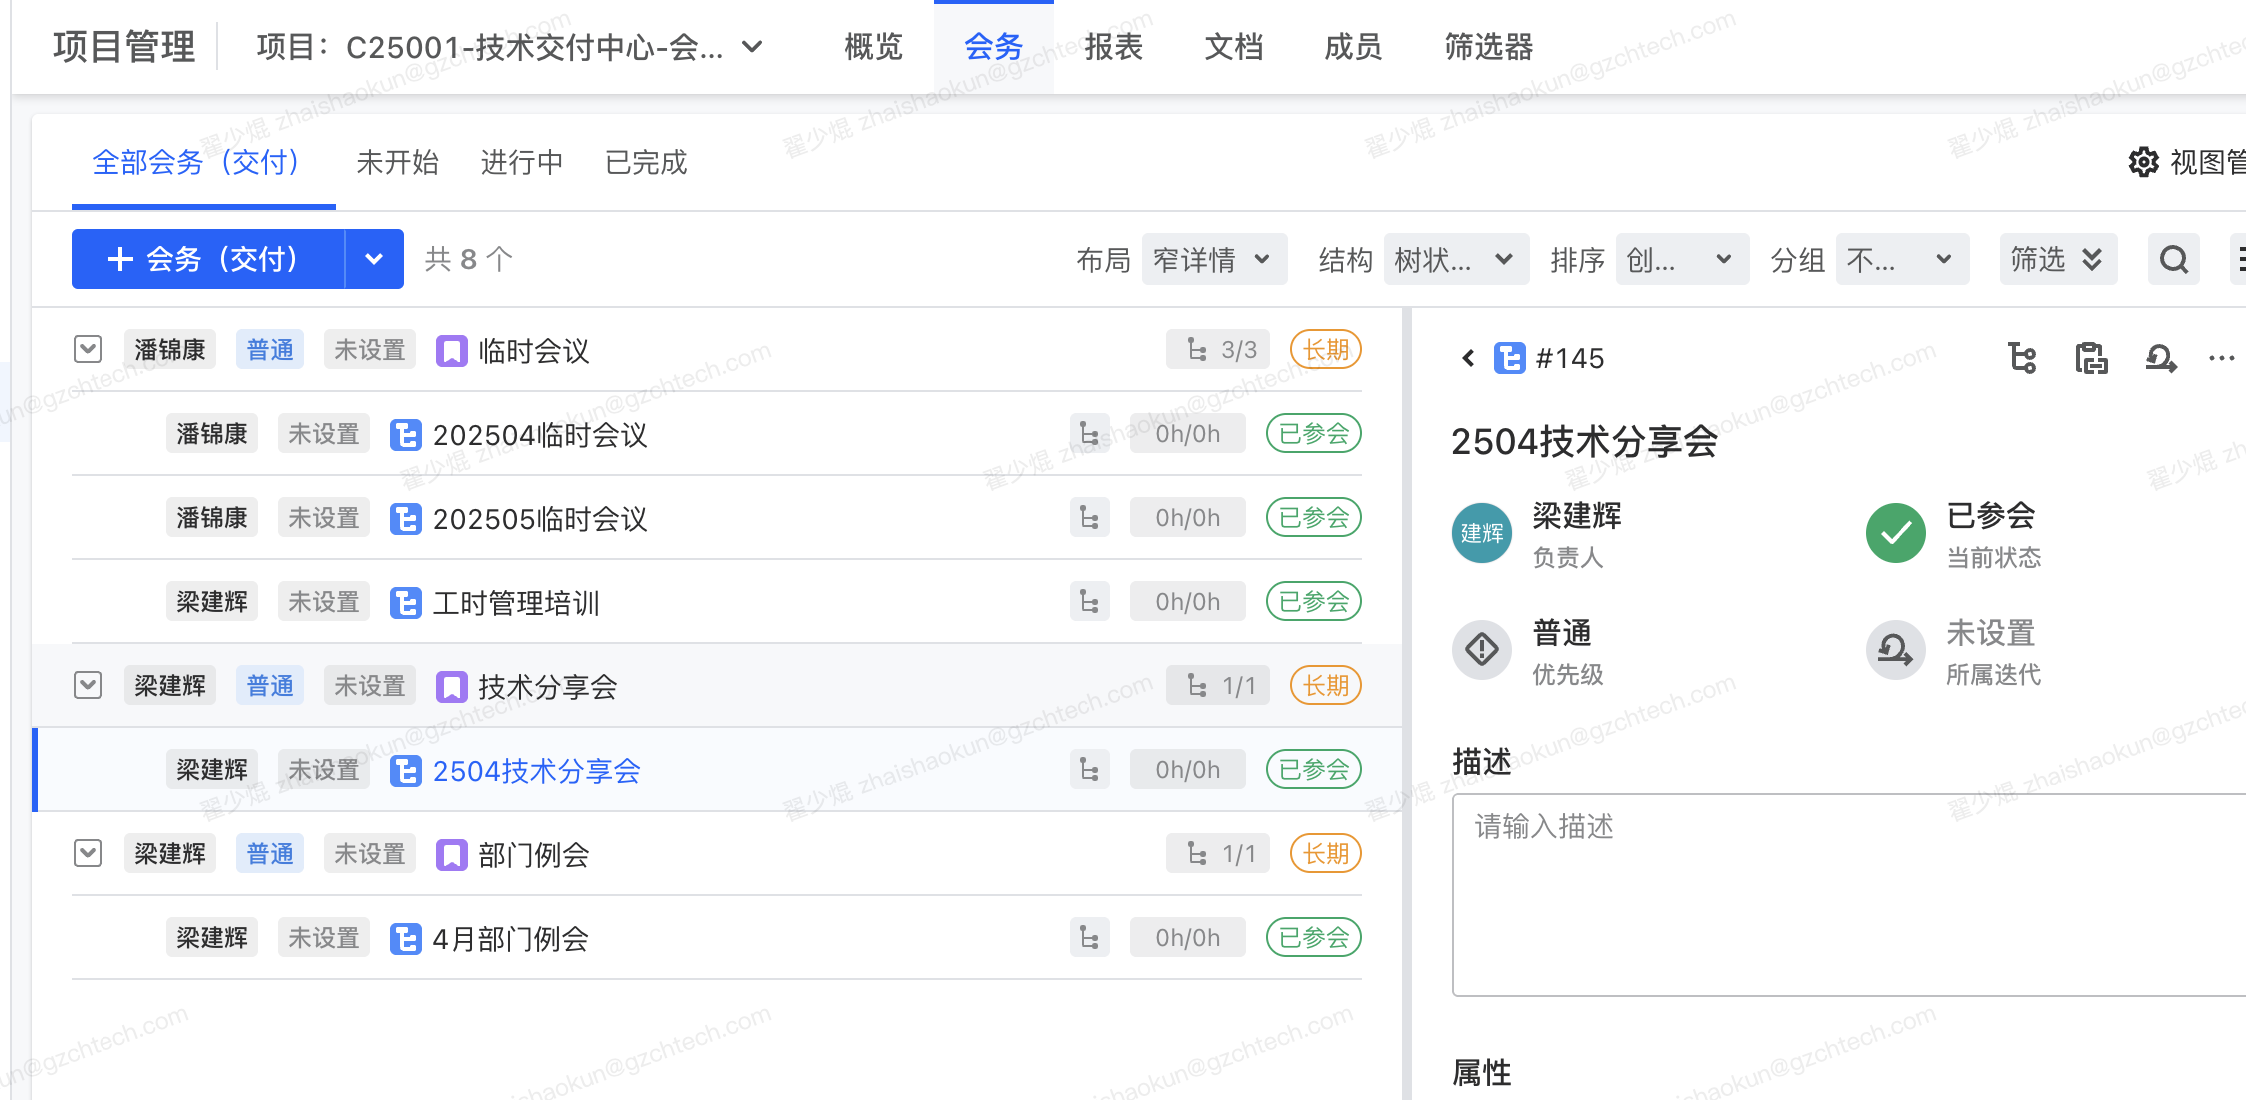 项目管理 项目：C25001-技术交付中心-会... 概览 会务 报表 文档 成员 筛选器
全部会务（交付） 未开始 进行中 已完成 视图管
会务（交付） 共 8 个 布局 窄详情 结构 树状... 排序 创... 分组 不... 筛选
潘锦康 普通 未设置 临时会议 3/3 长期
潘锦康 未设置 202504临时会议 0h/0h 已参会
潘锦康 未设置 202505临时会议 0h/0h 已参会
梁建辉 未设置 工时管理培训 0h/0h 已参会
梁建辉 普通 未设置 技术分享会 1/1 长期
梁建辉 未设置 2504技术分享会 0h/0h 已参会
梁建辉 普通 未设置 部门例会 1/1 长期
梁建辉 未设置 4月部门例会 0h/0h 已参会
#145
2504技术分享会
建辉 梁建辉 已参会
负责人 当前状态
普通 未设置
优先级 所属迭代
描述
请输入描述
属性
翟少焜 zhaishaokun@gzchtech.com